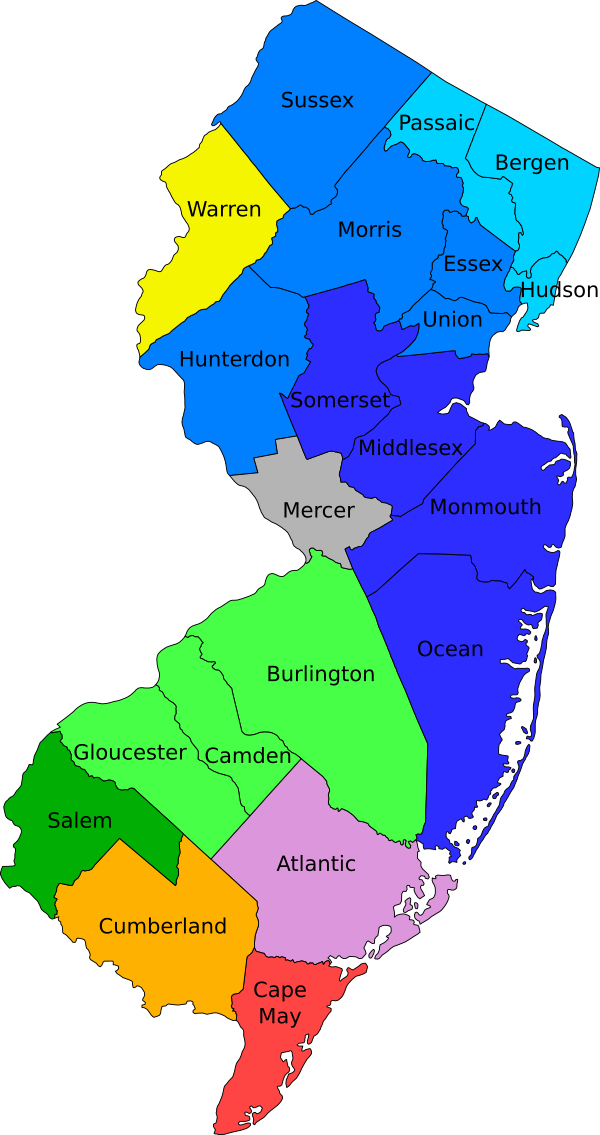 Sussex
Passaic
Bergen
Warren
Morris
Essex
Hudson
Union
Hunterdon
Somerset
Middlesex
Mercer
Monmouth
Ocean
Burlington
Gloucester
Camden
Salem
Atlantic
Cumberland
Cape
May